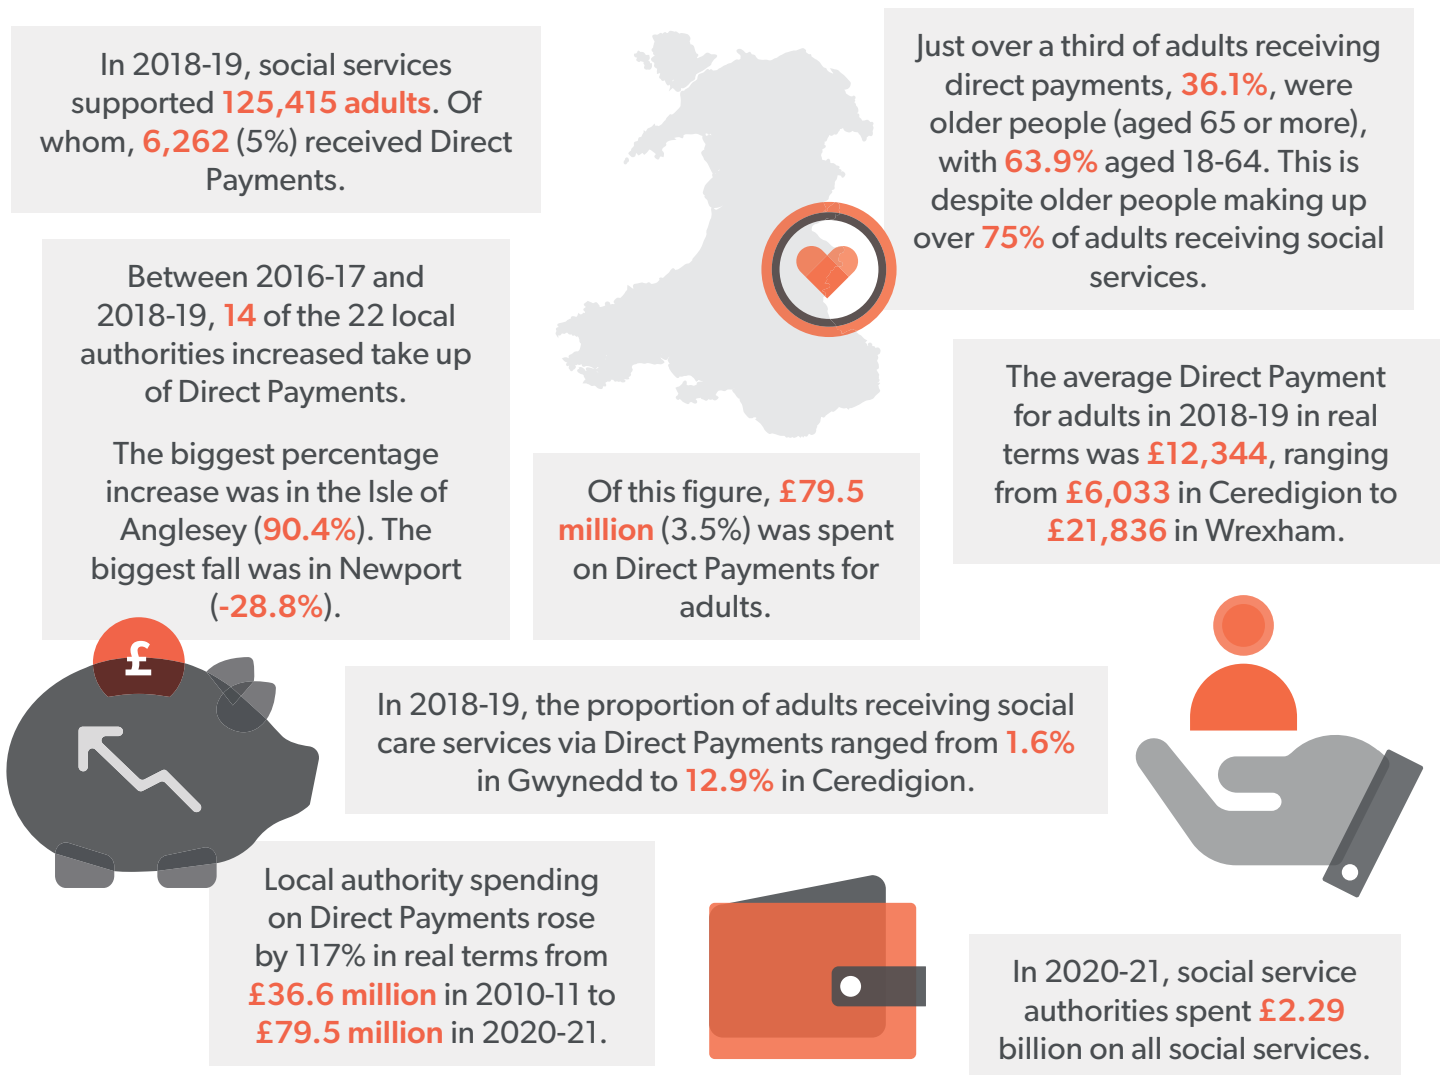 In 2018-19, social services
supported 125,415 adults. Of
whom, 6,262 (5%) received Direct
Payments.
Just over a third of adults receiving
direct payments, 36.1%, were
older people (aged 65 or more),
with 63.9% aged 18-64. This is
despite older people making up
over 75% of adults receiving social
services.
Between 2016-17 and
2018-19, 14 of the 22 local
authorities increased take up
of Direct Payments.
The biggest percentage
increase was in the Isle of
Anglesey (90.4%). The
biggest fall was in Newport
(-28.8%).
Of this figure, £79.5
million (3.5%) was spent
on Direct Payments for
adults.
The average Direct Payment
for adults in 2018-19 in real
terms was £12,344, ranging
from £6,033 in Ceredigion to
£21,836 in Wrexham.
£
In 2018-19, the proportion of adults receiving social
care services via Direct Payments ranged from 1.6%
in Gwynedd to 12.9% in Ceredigion.
Local authority spending
on Direct Payments rose
by 117% in real terms from
£36.6 million in 2010-11 to
£79.5 million in 2020-21.
In 2020-21, social service
authorities spent £2.29
billion on all social services.